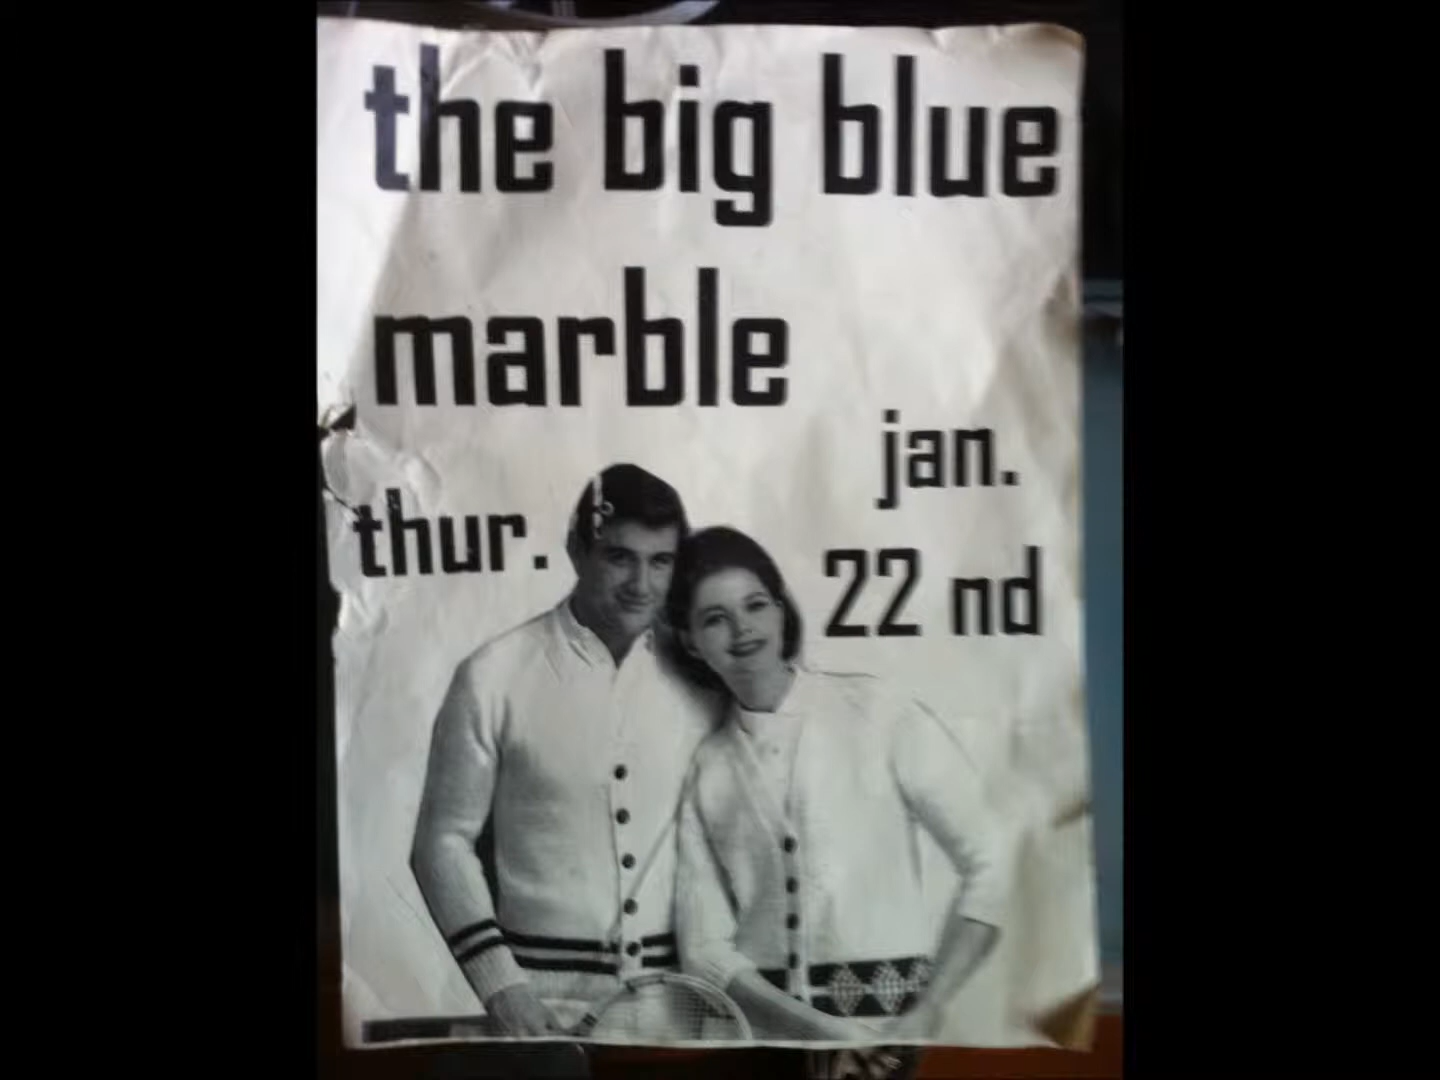 the big blue
marble
jan.
thur.
22 nd